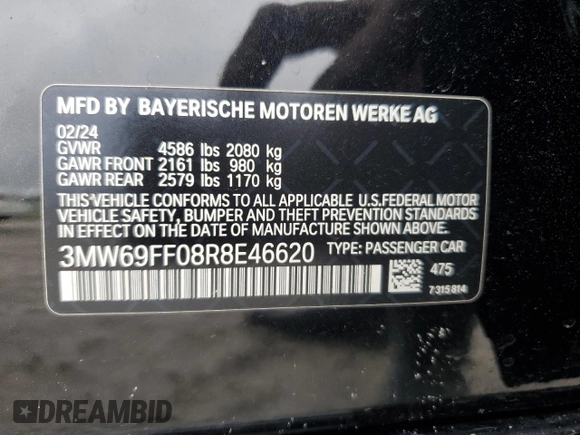 MFD BY BAYERISCHE MOTOREN WERKE AG
02/24
GVWR 4586 lbs 2080 kg
GAWR FRONT 2161 lbs 980 kg
GAWR REAR 2579 lbs 1170 kg
THIS VEHICLE CONFORMS TO ALL APPLICABLE U.S. FEDERAL MOTOR
VEHICLE SAFETY, BUMPER AND THEFT PREVENTION STANDARDS
IN EFFECT ON THE DATE OF MANUFACTURE SHOWN ABOVE.
3MW69FF08R8E46620 TYPE: PASSENGER CAR
475
7 315 814
DREAMBID